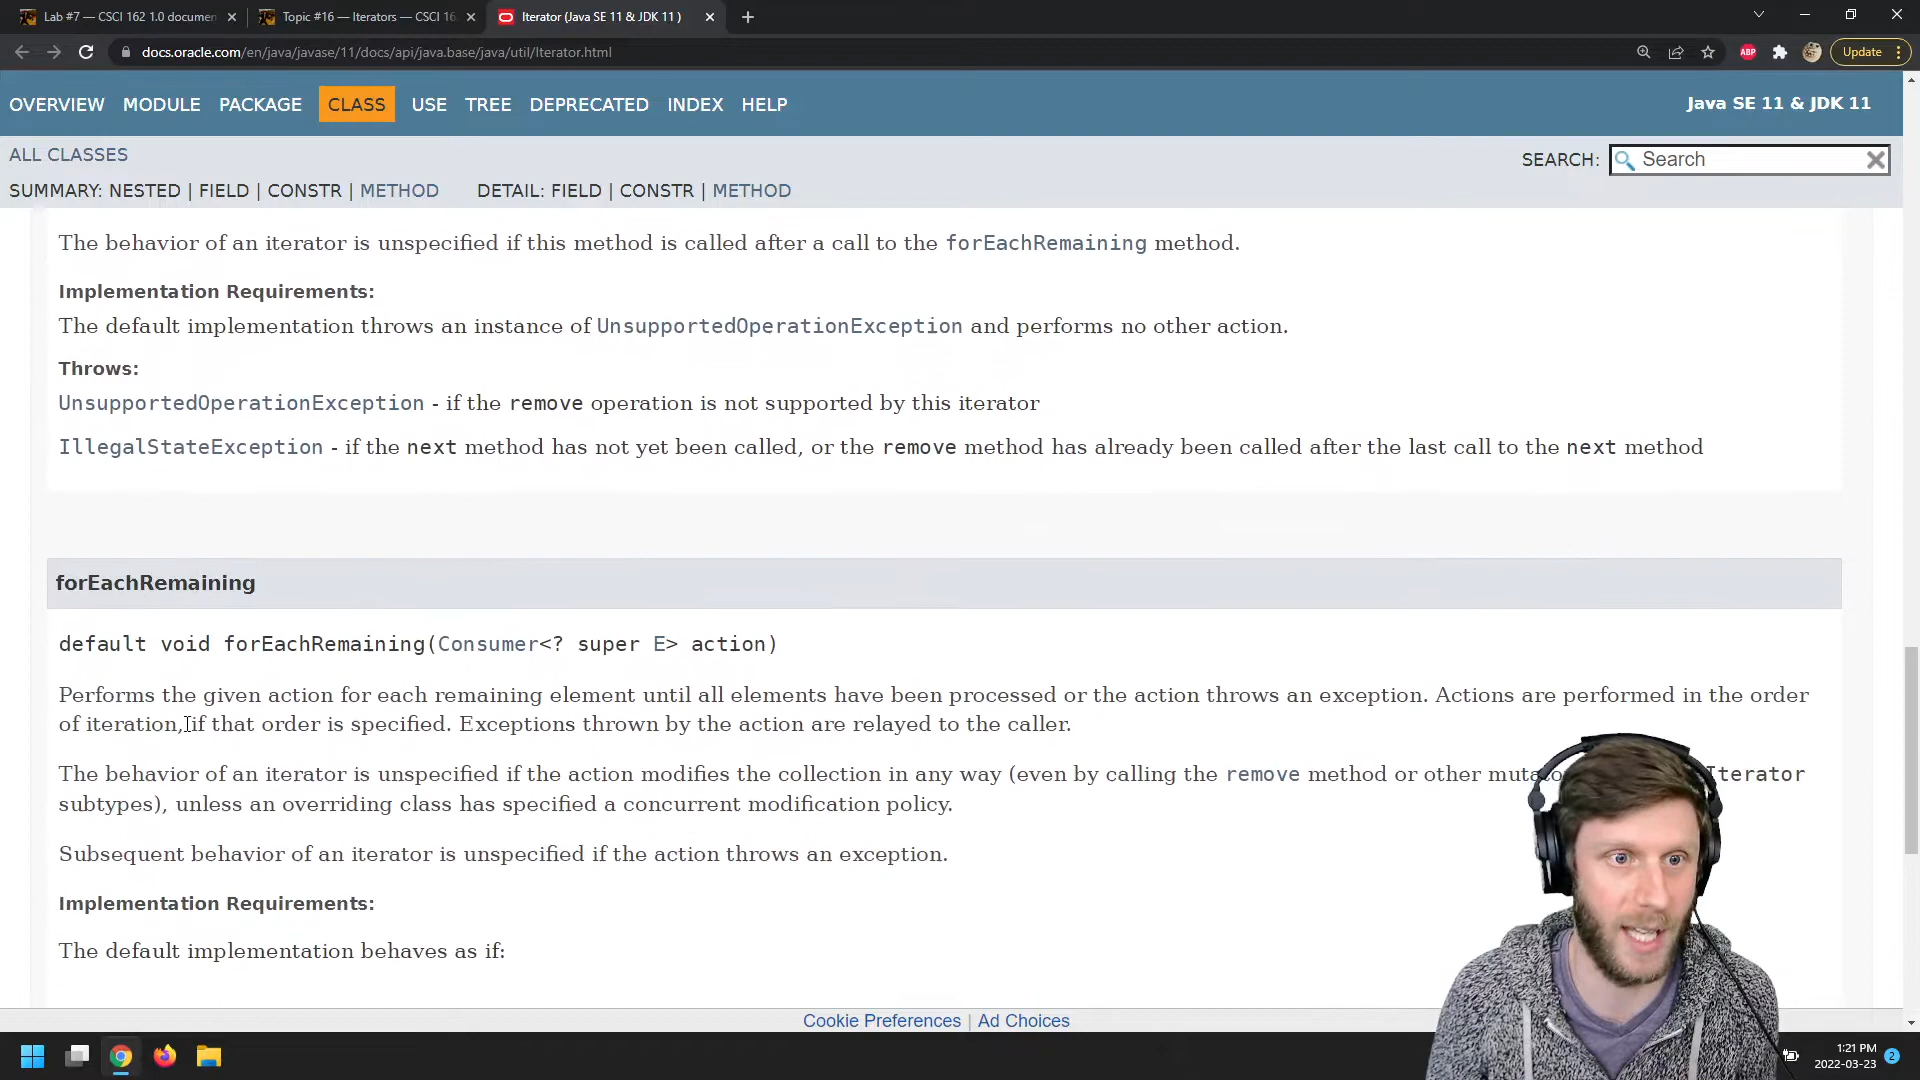 Lab #7 — CSCI 162 1.0 documen
Topic #16 — Iterators — CSCI 16
Iterator (Java SE 11 & JDK 11 )
docs.oracle.com/en/java/javase/11/docs/api/java.base/java/util/Iterator.html
ABP
Update
OVERVIEW MODULE PACKAGE CLASS USE TREE DEPRECATED INDEX HELP
Java SE 11 & JDK 11
ALL CLASSES
SEARCH: Search
SUMMARY: NESTED | FIELD | CONSTR | METHOD DETAIL: FIELD | CONSTR | METHOD
The behavior of an iterator is unspecified if this method is called after a call to the forEachRemaining method.
Implementation Requirements:
The default implementation throws an instance of UnsupportedOperationException and performs no other action.
Throws:
UnsupportedOperationException - if the remove operation is not supported by this iterator
IllegalStateException - if the next method has not yet been called, or the remove method has already been called after the last call to the next method
forEachRemaining
default void forEachRemaining(Consumer<? super E> action)
Performs the given action for each remaining element until all elements have been processed or the action throws an exception. Actions are performed in the order
of iteration, if that order is specified. Exceptions thrown by the action are relayed to the caller.
The behavior of an iterator is unspecified if the action modifies the collection in any way (even by calling the remove method or other mutato Iterator
subtypes), unless an overriding class has specified a concurrent modification policy.
Subsequent behavior of an iterator is unspecified if the action throws an exception.
Implementation Requirements:
The default implementation behaves as if:
Cookie Preferences | Ad Choices
1:21 PM
2022-03-23
2